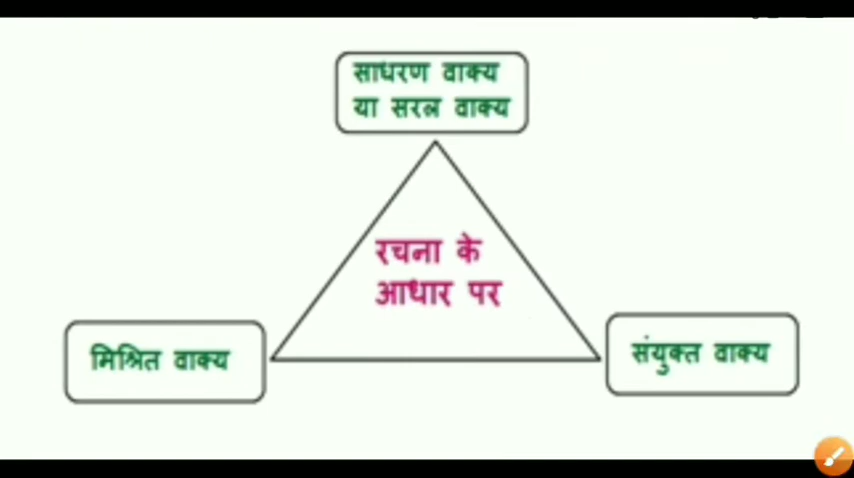 साधरण वाक्य
या सरल वाक्य
रचना के
आधार पर
मिश्रित वाक्य
संयुक्त वाक्य